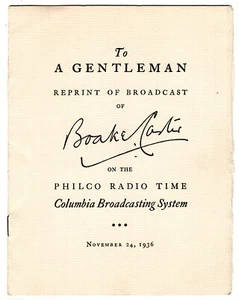 To
A GENTLEMAN
REPRINT OF BROADCAST
OF
Boake Carter
ON THE
PHILCO RADIO TIME
Columbia Broadcasting System
•••
NOVEMBER 24, 1936